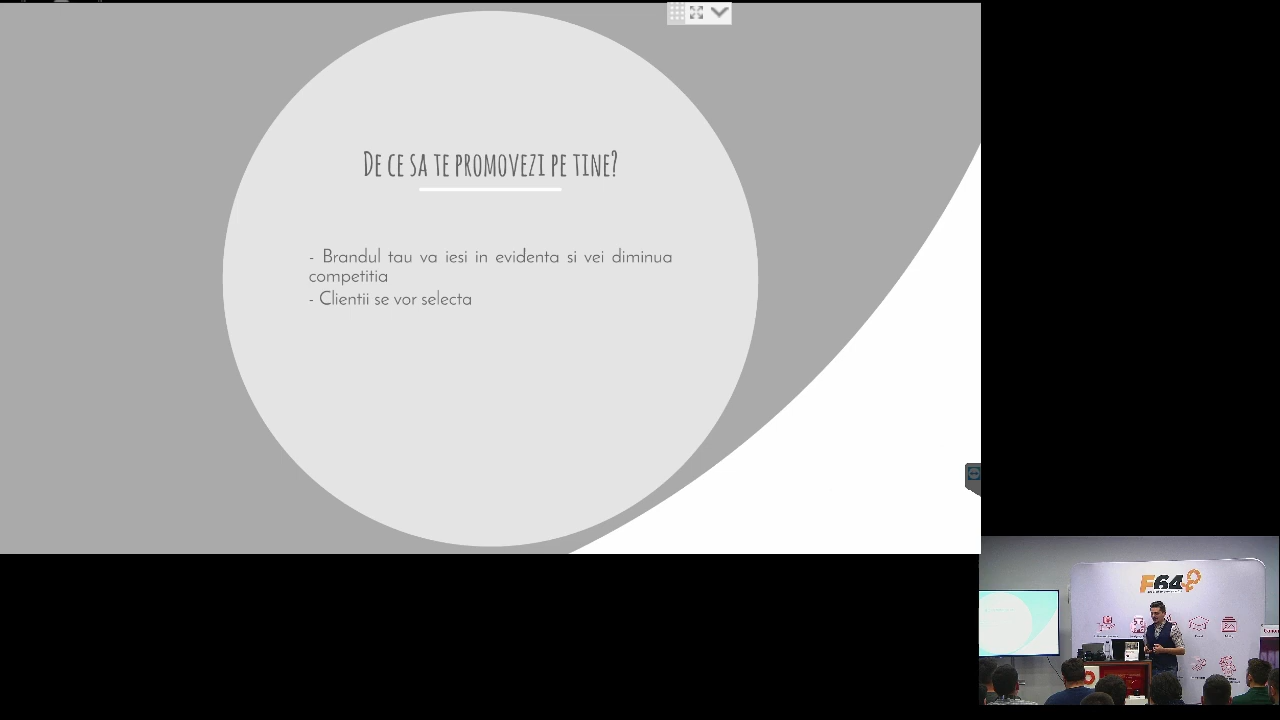 De ce sa te promovezi pe tine?
- Brandul tau va iesi in evidenta si vei diminua
competitia
- Clientii se vor selecta
F64